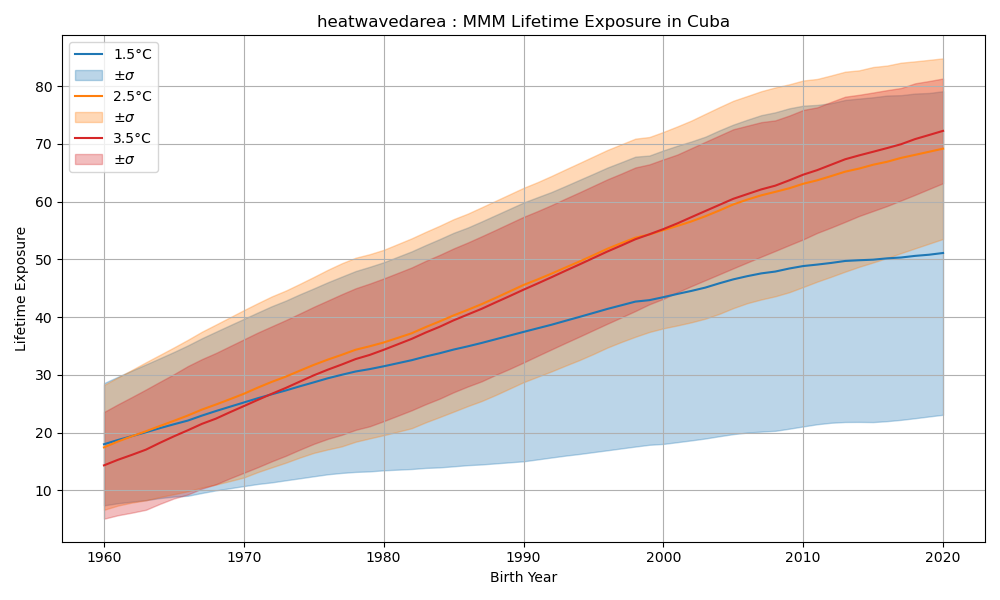 heatwavedarea : MMM Lifetime Exposure in Cuba
1.5°C
±σ
2.5°C
±σ
3.5°C
±σ
Lifetime Exposure
80
70
60
50
40
30
20
10
1960 1970 1980 1990 2000 2010 2020
Birth Year